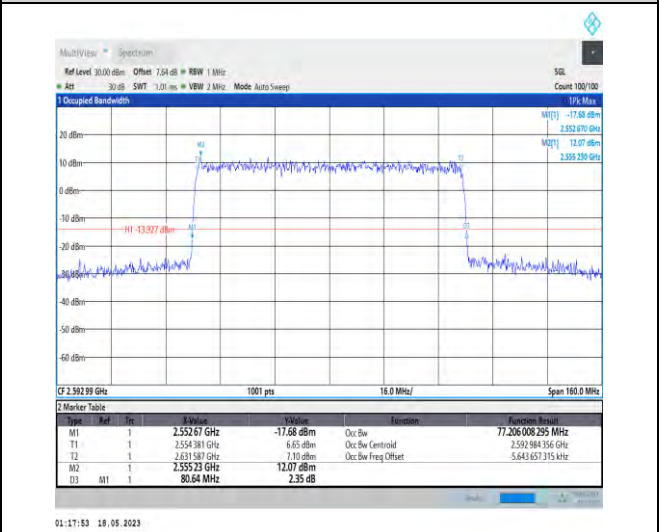 MultiView Spectrum
Ref Level 30.00 dBm Offset 7.64 dB RBW 1 MHz SGL
Att 30 dB SWT 1.01 ms VBW 2 MHz Mode Auto Sweep Count 100/100
1 Occupied Bandwidth 1Pk Max
M1[1] -17.68 dBm
2.552 670 GHz
M2[1] 12.07 dBm
2.555 230 GHz
20 dBm
M2
10 dBm T1 T2
0 dBm
-10 dBm
H1 -13.927 dBm M1 D3
-20 dBm
-30 dBm
-40 dBm
-50 dBm
-60 dBm
CF 2.592 99 GHz 1001 pts 16.0 MHz/ Span 160.0 MHz
2 Marker Table
Type Ref Trc X-Value Y-Value Function Function Result
M1 1 2.552 67 GHz -17.68 dBm Occ Bw 77.206 008 295 MHz
T1 1 2.554 381 GHz 6.65 dBm Occ Bw Centroid 2.592 984 356 GHz
T2 1 2.631 587 GHz 7.10 dBm Occ Bw Freq Offset -5.643 657 315 kHz
M2 1 2.555 23 GHz 12.07 dBm
D3 M1 1 80.64 MHz 2.35 dB
01:17:53 18.05.2023